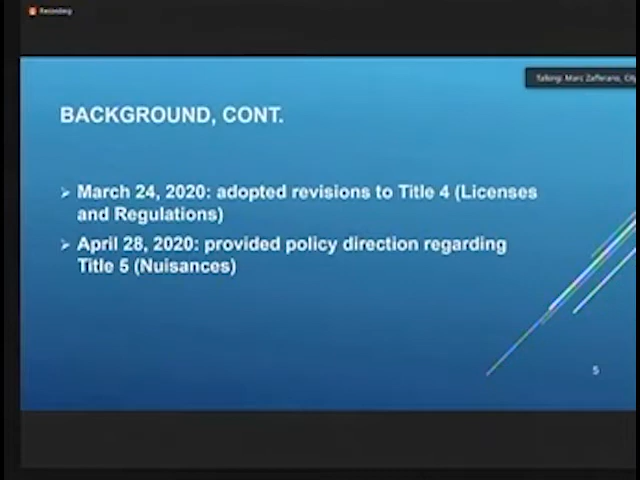 Recording
Talking: Marc Zafferano, City
BACKGROUND, CONT.
March 24, 2020: adopted revisions to Title 4 (Licenses
and Regulations)
April 28, 2020: provided policy direction regarding
Title 5 (Nuisances)
5